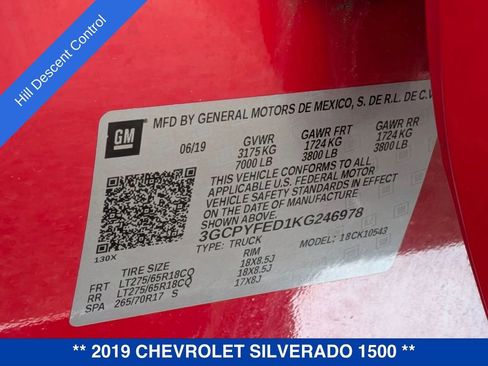 Hill Descent Control
MFD BY GENERAL MOTORS DE MEXICO, S. DE R.L. DE C.V
GM
06/19
GVWR
3175 KG
7000 LB
GAWR FRT
1724 KG
3800 LB
GAWR RR
1724 KG
3800 LB
THIS VEHICLE CONFORMS TO ALL
APPLICABLE U.S. FEDERAL MOTOR
VEHICLE SAFETY STANDARDS IN EFFECT
ON THE DATE OF MANUFACTURE
SHOWN ABOVE.
3GCPYFED1KG246978
TYPE: TRUCK
MODEL: 18CK10543
130X
TIRE SIZE
RIM
FRT LT275/65R18CQ 18X8.5J
RR LT275/65R18CQ 18X8.5J
SPA 265/70R17 S 17X8J
** 2019 CHEVROLET SILVERADO 1500 **